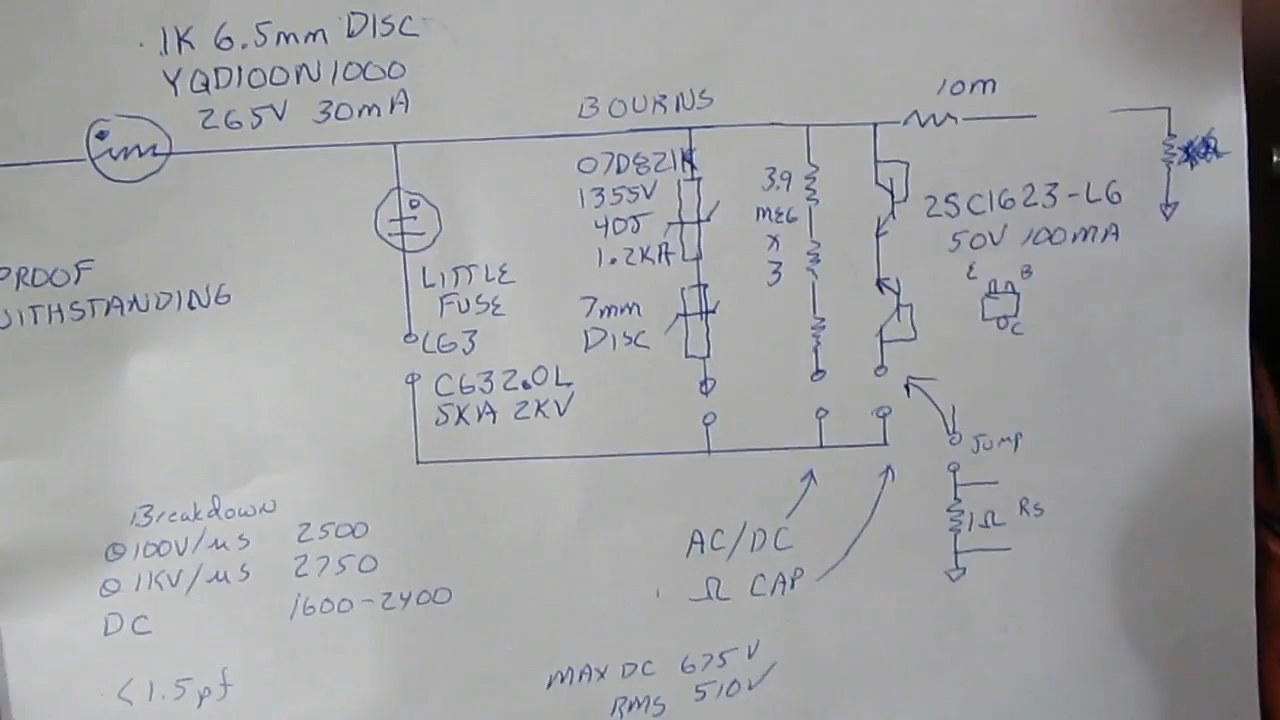 1K 6.5mm DISC
YQD100N1000
265V 30mA
BOURNS
10m
07D821K
1355V
40J
1.2KA
7mm
DISC
3.9
MEG
x
3
2SC1623-L6
50V 100MA
E B
C
PROOF
WITHSTANDING
LITTLE
FUSE
CG3
CG32.0L
5KA 2KV
JUMP
1Ω RS
AC/DC
Ω CAP
Breakdown
@100V/μs 2500
@1KV/μs 2750
DC 1600-2400
<1.5pf
MAX DC 675V
RMS 510V